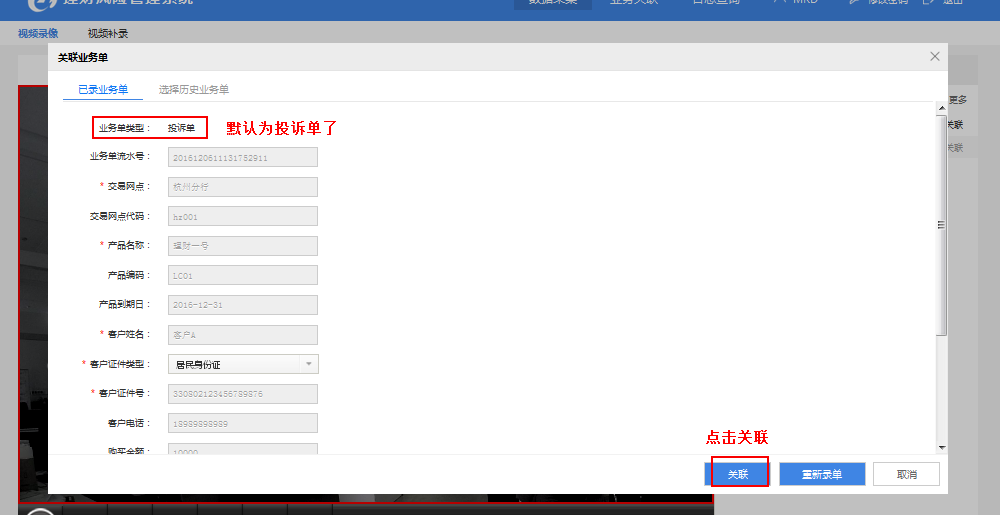 理财风险管理系统
数据采集 业务关联 日志查询 MKD 修改密码 退出
视频录像 视频补录
关联业务单
已录业务单 选择历史业务单
更多
业务单类型： 投诉单 默认为投诉单了
关联
业务单流水号： 2016120611131752911
关联
* 交易网点： 杭州分行
交易网点代码： hz001
* 产品名称： 理财一号
产品编码： LC01
产品到期日： 2016-12-31
* 客户姓名： 客户A
* 客户证件类型： 居民身份证
* 客户证件号： 330802123456789876
客户电话： 18989898989
点击关联
购买金额： 10000
关联 重新录单 取消